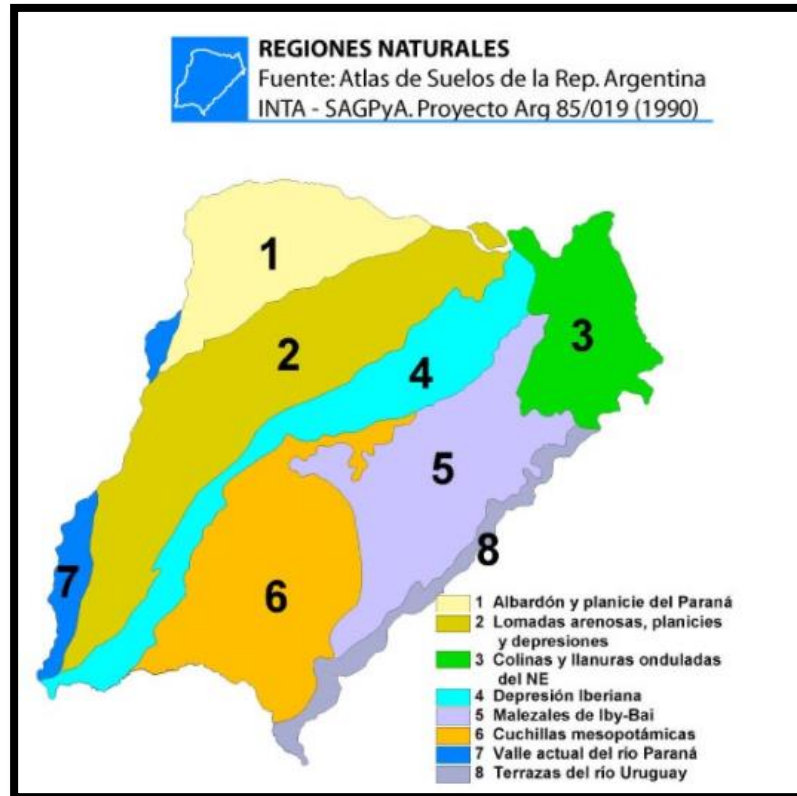 REGIONES NATURALES
Fuente: Atlas de Suelos de la Rep. Argentina
INTA - SAGPyA. Proyecto Arg 85/019 (1990)
1
2
3
4
5
6
7
8
1 Albardón y planicie del Paraná
2 Lomadas arenosas, planicies
y depresiones
3 Colinas y llanuras onduladas
del NE
4 Depresión Iberiana
5 Malezales de Iby-Bai
6 Cuchillas mesopotámicas
7 Valle actual del río Paraná
8 Terrazas del río Uruguay